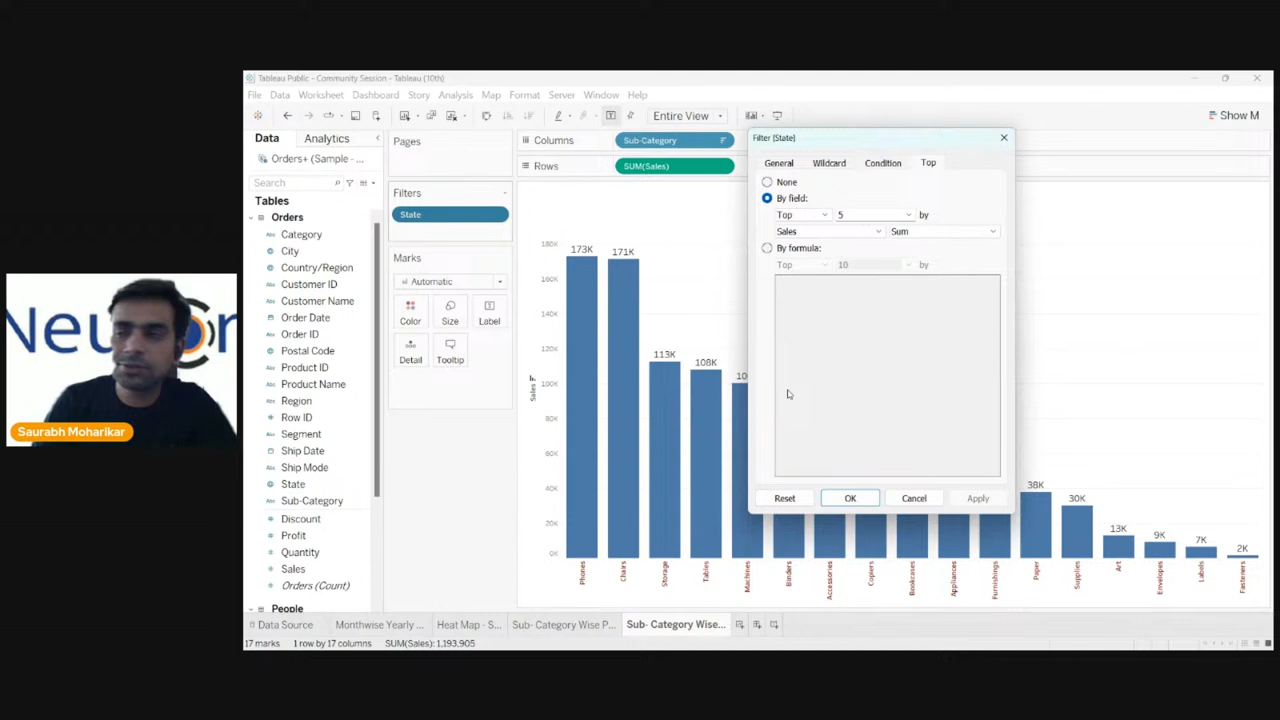 Tableau Public - Community Session - Tableau (10th)
File Data Worksheet Dashboard Story Analysis Map Format Server Window Help
Entire View
Show M
Data Analytics
Orders+ (Sample - ...
Search
Tables
Orders
Category
City
Country/Region
Customer ID
Customer Name
Order Date
Order ID
Postal Code
Product ID
Product Name
Region
Row ID
Segment
Ship Date
Ship Mode
State
Sub-Category
Discount
Profit
Quantity
Sales
Orders (Count)
People
Pages
Filters
State
Marks
Automatic
Color Size Label
Detail Tooltip
Columns Sub-Category
Rows SUM(Sales)
Filter [State]
General Wildcard Condition Top
None
By field:
Top 5 by
Sales Sum
By formula:
Top 10 by
Reset OK Cancel Apply
Sales
180K
160K
140K
120K
100K
80K
60K
40K
20K
0K
173K 171K 113K 108K 38K 30K 13K 9K 7K 2K
Phones Chairs Storage Tables Machines Binders Accessories Copiers Bookcases Appliances Furnishings Paper Supplies Art Envelopes Labels Fasteners
Data Source Monthwise Yearly ... Heat Map - S... Sub- Category Wise P... Sub- Category Wise...
17 marks 1 row by 17 columns SUM(Sales): 1,193,905
Saurabh Moharikar